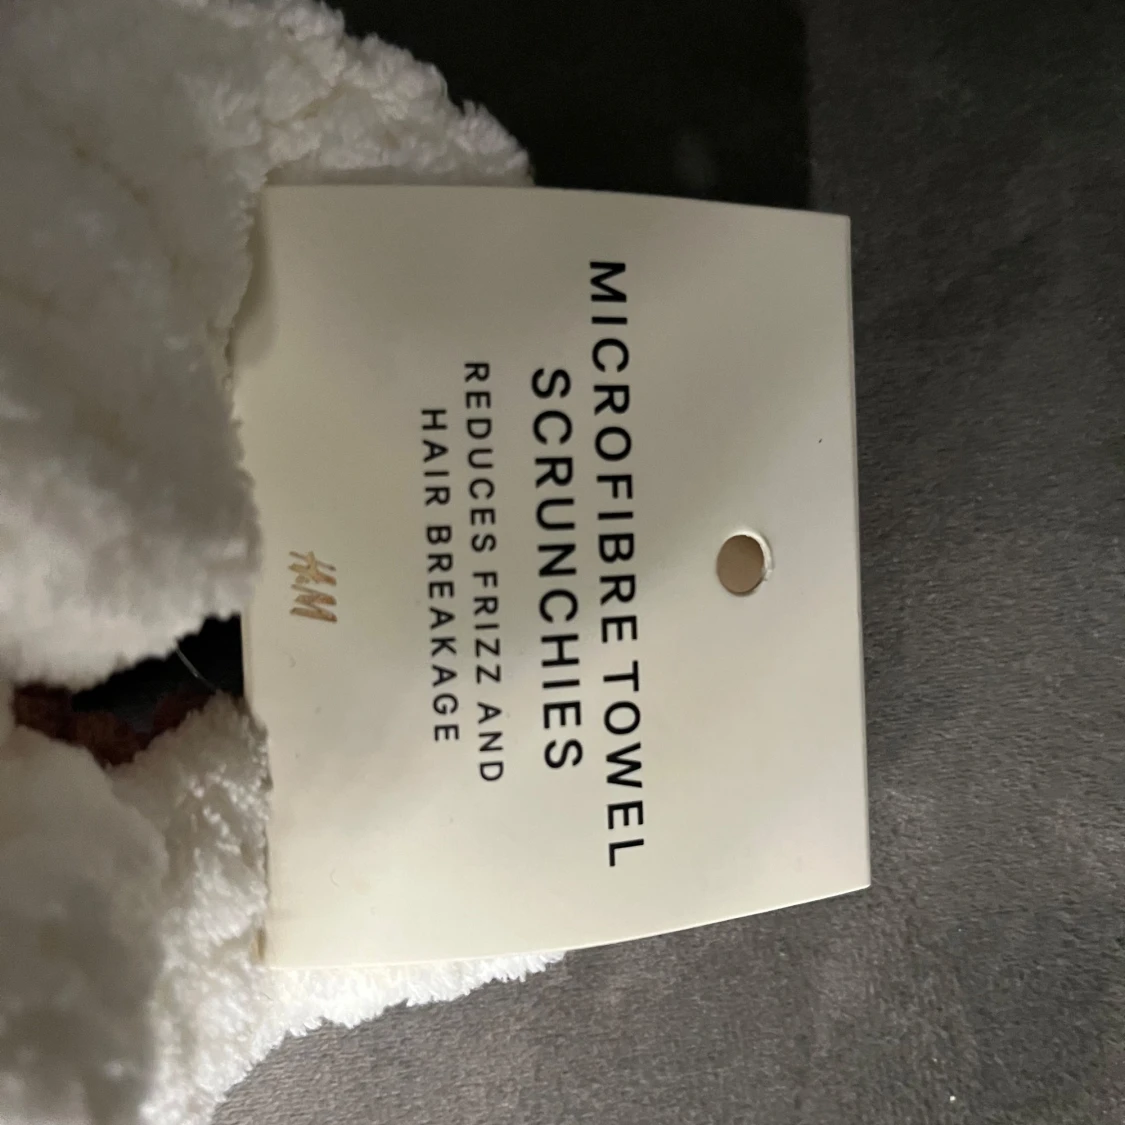 MICROFIBRE TOWEL
SCRUNCHIES
REDUCES FRIZZ AND
HAIR BREAKAGE
H&M